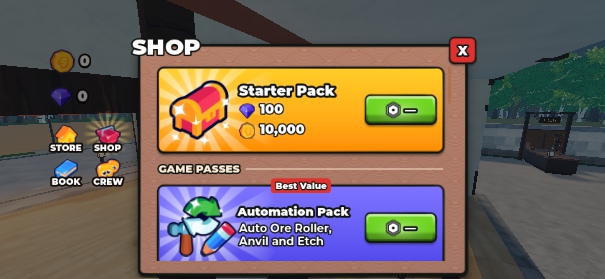 SHOP
X
0
0
STORE
SHOP
BOOK
CREW
Starter Pack
100
10,000
GAME PASSES
Best Value
Automation Pack
Auto Ore Roller,
Anvil and Etch